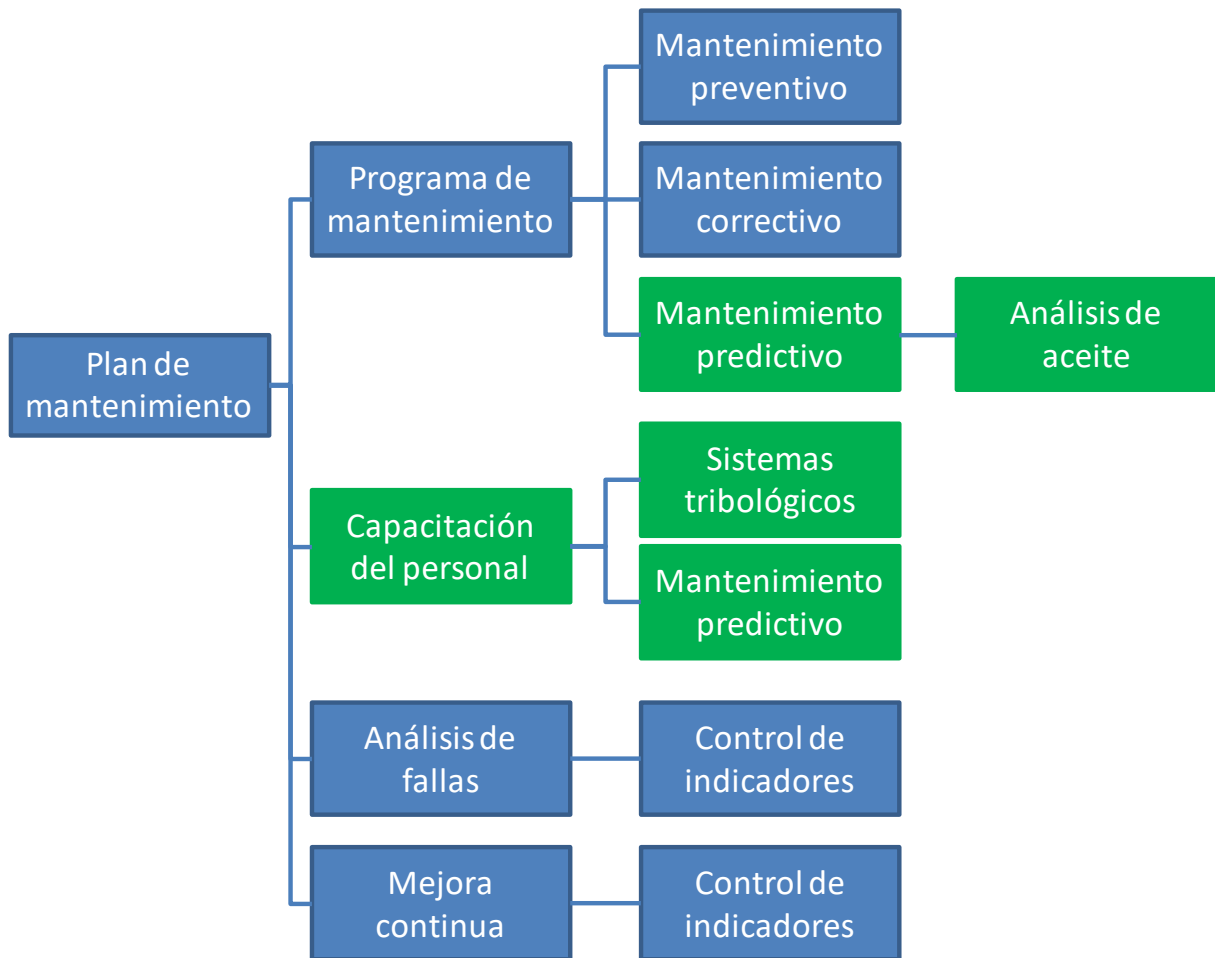 Mantenimiento
preventivo
Programa de
mantenimiento
Mantenimiento
correctivo
Mantenimiento
predictivo
Análisis de
aceite
Plan de
mantenimiento
Sistemas
tribológicos
Capacitación
del personal
Mantenimiento
predictivo
Análisis de
fallas
Control de
indicadores
Mejora
continua
Control de
indicadores